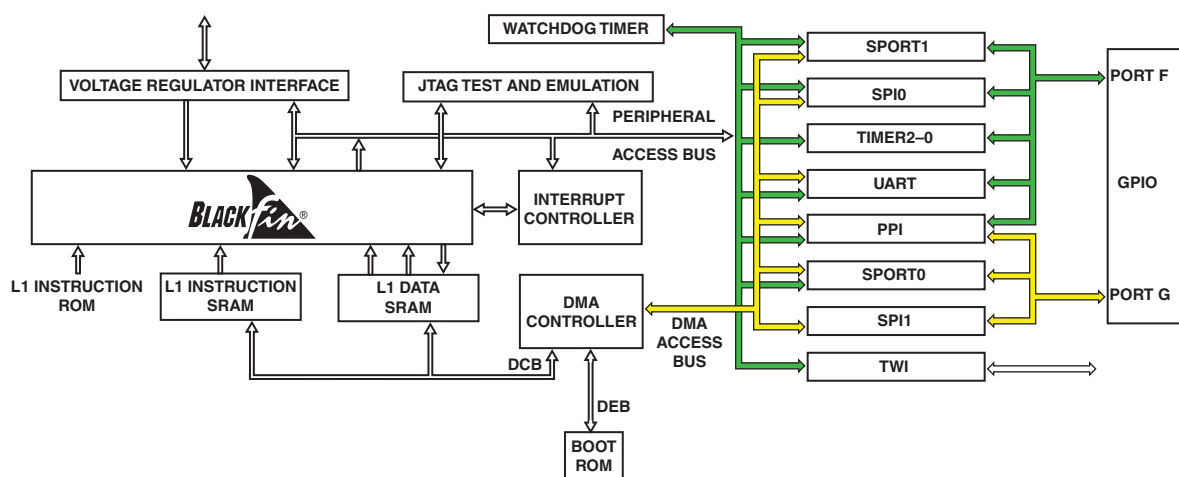 WATCHDOG TIMER
VOLTAGE REGULATOR INTERFACE
JTAG TEST AND EMULATION
PERIPHERAL
ACCESS BUS
BLACKfin®
INTERRUPT
CONTROLLER
L1 INSTRUCTION
ROM
L1 INSTRUCTION
SRAM
L1 DATA
SRAM
DMA
CONTROLLER
DMA
ACCESS
BUS
DCB
DEB
BOOT
ROM
SPORT1
SPI0
TIMER2–0
UART
PPI
SPORT0
SPI1
TWI
PORT F
GPIO
PORT G